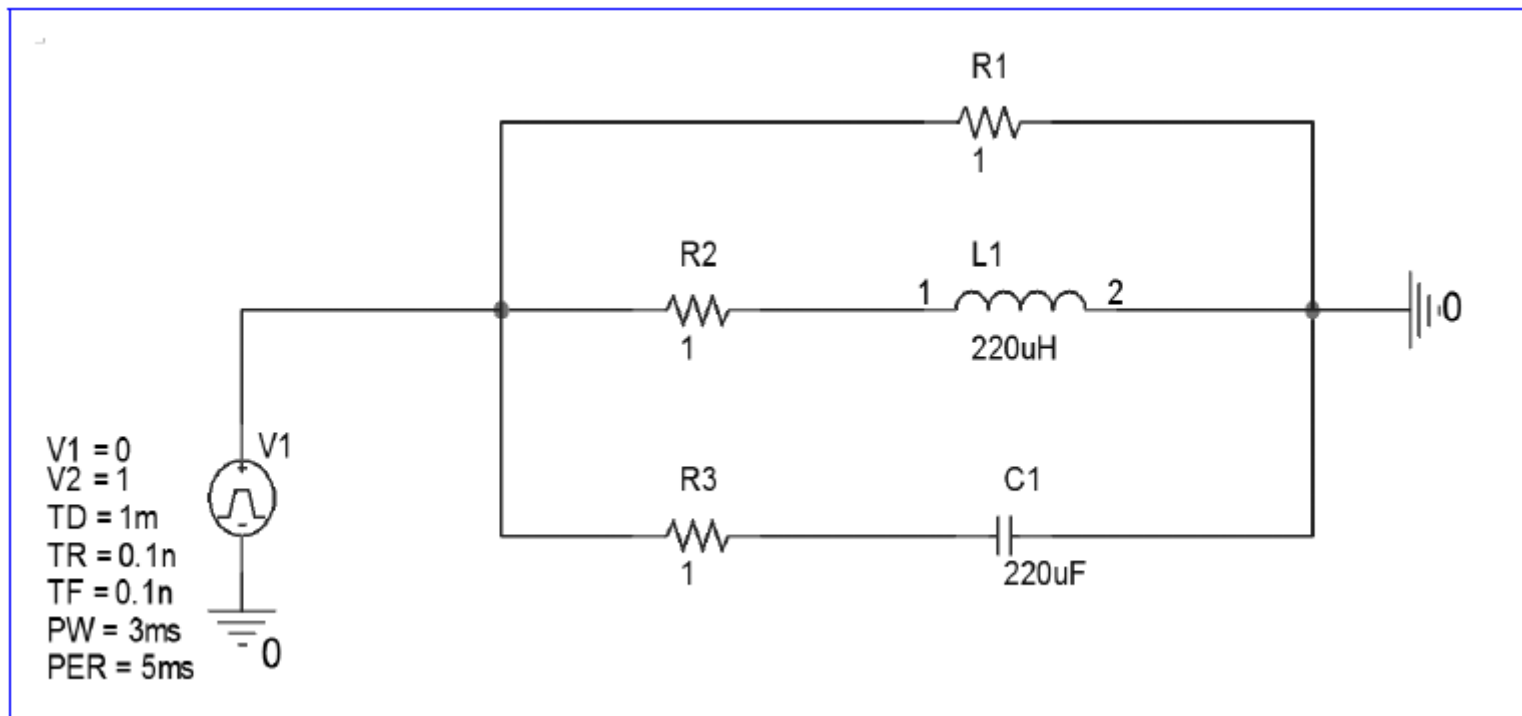 R1
1
R2
L1
1
2
0
1
220uH
V1
V1 = 0
V2 = 1
TD = 1m
TR = 0.1n
TF = 0.1n
PW = 3ms
PER = 5ms
0
R3
C1
1
220uF